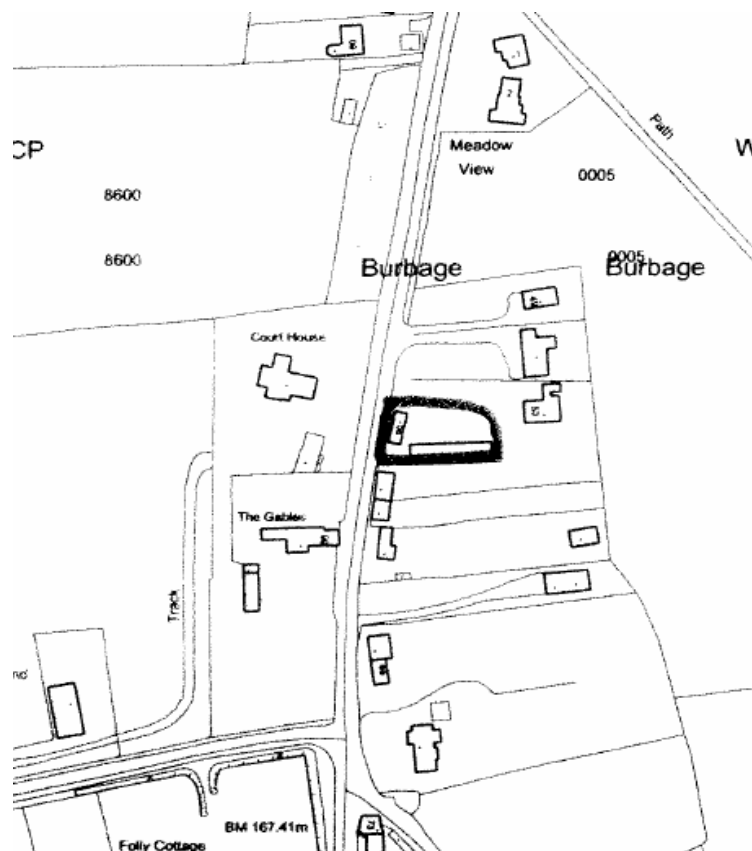 CP
Path
W
Meadow
View
0005
8600
8600
0005
Burbage
Burbage
Court House
The Gables
Track
BM 167.41m
Folly Cottage